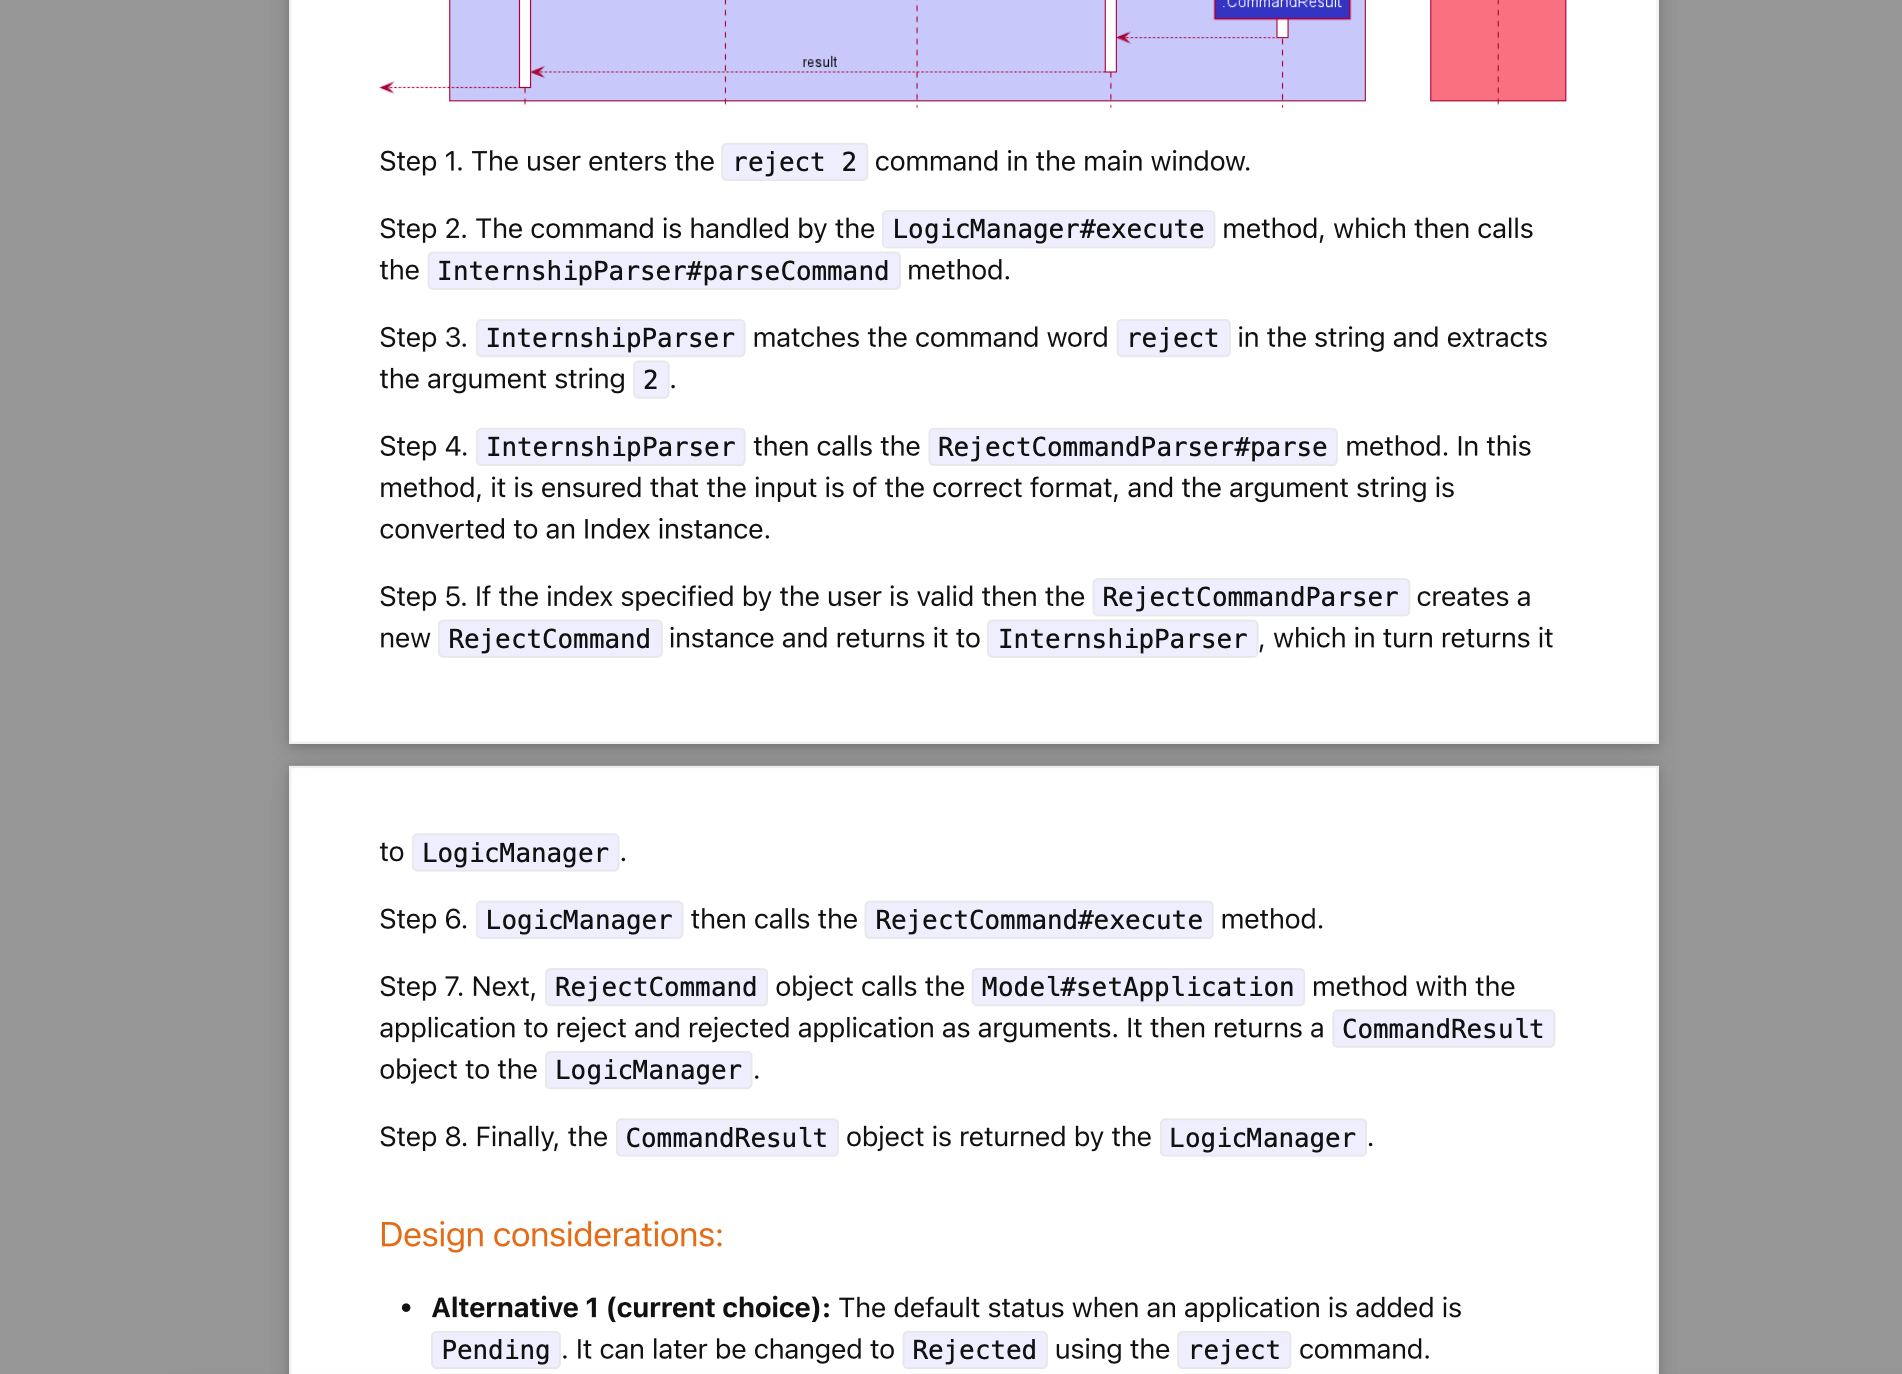 :CommandResult
result
Step 1. The user enters the reject 2 command in the main window.
Step 2. The command is handled by the LogicManager#execute method, which then calls
the InternshipParser#parseCommand method.
Step 3. InternshipParser matches the command word reject in the string and extracts
the argument string 2.
Step 4. InternshipParser then calls the RejectCommandParser#parse method. In this
method, it is ensured that the input is of the correct format, and the argument string is
converted to an Index instance.
Step 5. If the index specified by the user is valid then the RejectCommandParser creates a
new RejectCommand instance and returns it to InternshipParser, which in turn returns it
to LogicManager.
Step 6. LogicManager then calls the RejectCommand#execute method.
Step 7. Next, RejectCommand object calls the Model#setApplication method with the
application to reject and rejected application as arguments. It then returns a CommandResult
object to the LogicManager.
Step 8. Finally, the CommandResult object is returned by the LogicManager.
Design considerations:
• Alternative 1 (current choice): The default status when an application is added is
Pending. It can later be changed to Rejected using the reject command.